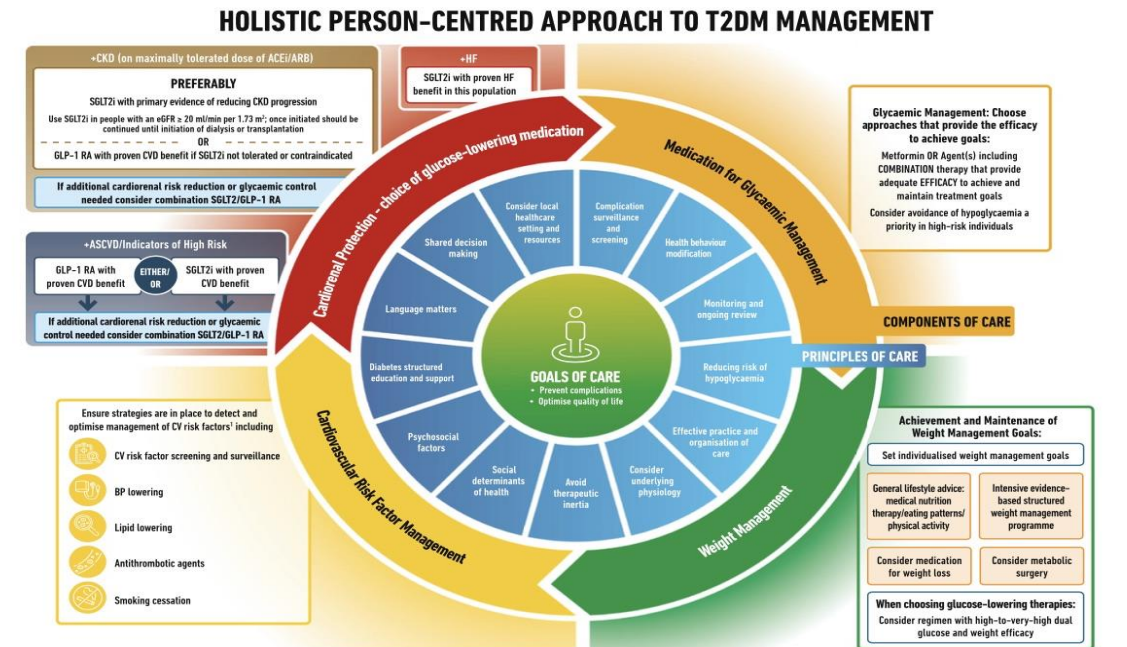 HOLISTIC PERSON-CENTRED APPROACH TO T2DM MANAGEMENT
+CKD (on maximally tolerated dose of ACEi/ARB)
PREFERABLY
SGLT2i with primary evidence of reducing CKD progression
Use SGLT2i in people with an eGFR ≥ 20 ml/min per 1.73 m²; once initiated should be
continued until initiation of dialysis or transplantation
OR
GLP-1 RA with proven CVD benefit if SGLT2i not tolerated or contraindicated
If additional cardiorenal risk reduction or glycaemic control
needed consider combination SGLT2/GLP-1 RA
+HF
SGLT2i with proven HF
benefit in this population
+ASCVD/Indicators of High Risk
GLP-1 RA with
proven CVD benefit
EITHER/
OR
SGLT2i with proven
CVD benefit
If additional cardiorenal risk reduction or glycaemic
control needed consider combination SGLT2/GLP-1 RA
Ensure strategies are in place to detect and
optimise management of CV risk factors¹ including
CV risk factor screening and surveillance
BP lowering
Lipid lowering
Antithrombotic agents
Smoking cessation
Cardiorenal Protection - choice of glucose-lowering medication
Medication for Glycaemic Management
Weight Management
Cardiovascular Risk Factor Management
Consider local
healthcare
setting and
resources
Complication
surveillance
and
screening
Health behaviour
modification
Monitoring and
ongoing review
Reducing risk of
hypoglycaemia
Effective practice and
organisation of
care
Consider
underlying
physiology
Avoid
therapeutic
inertia
Social
determinants
of health
Psychosocial
factors
Diabetes structured
education and support
Language matters
Shared decision
making
GOALS OF CARE
- Prevent complications
- Optimise quality of life
Glycaemic Management: Choose
approaches that provide the efficacy
to achieve goals:
Metformin OR Agent(s) including
COMBINATION therapy that provide
adequate EFFICACY to achieve and
maintain treatment goals
Consider avoidance of hypoglycaemia a
priority in high-risk individuals
COMPONENTS OF CARE
PRINCIPLES OF CARE
Achievement and Maintenance of
Weight Management Goals:
Set individualised weight management goals
General lifestyle advice:
medical nutrition
therapy/eating patterns/
physical activity
Intensive evidence-
based structured
weight management
programme
Consider medication
for weight loss
Consider metabolic
surgery
When choosing glucose-lowering therapies:
Consider regimen with high-to-very-high dual
glucose and weight efficacy